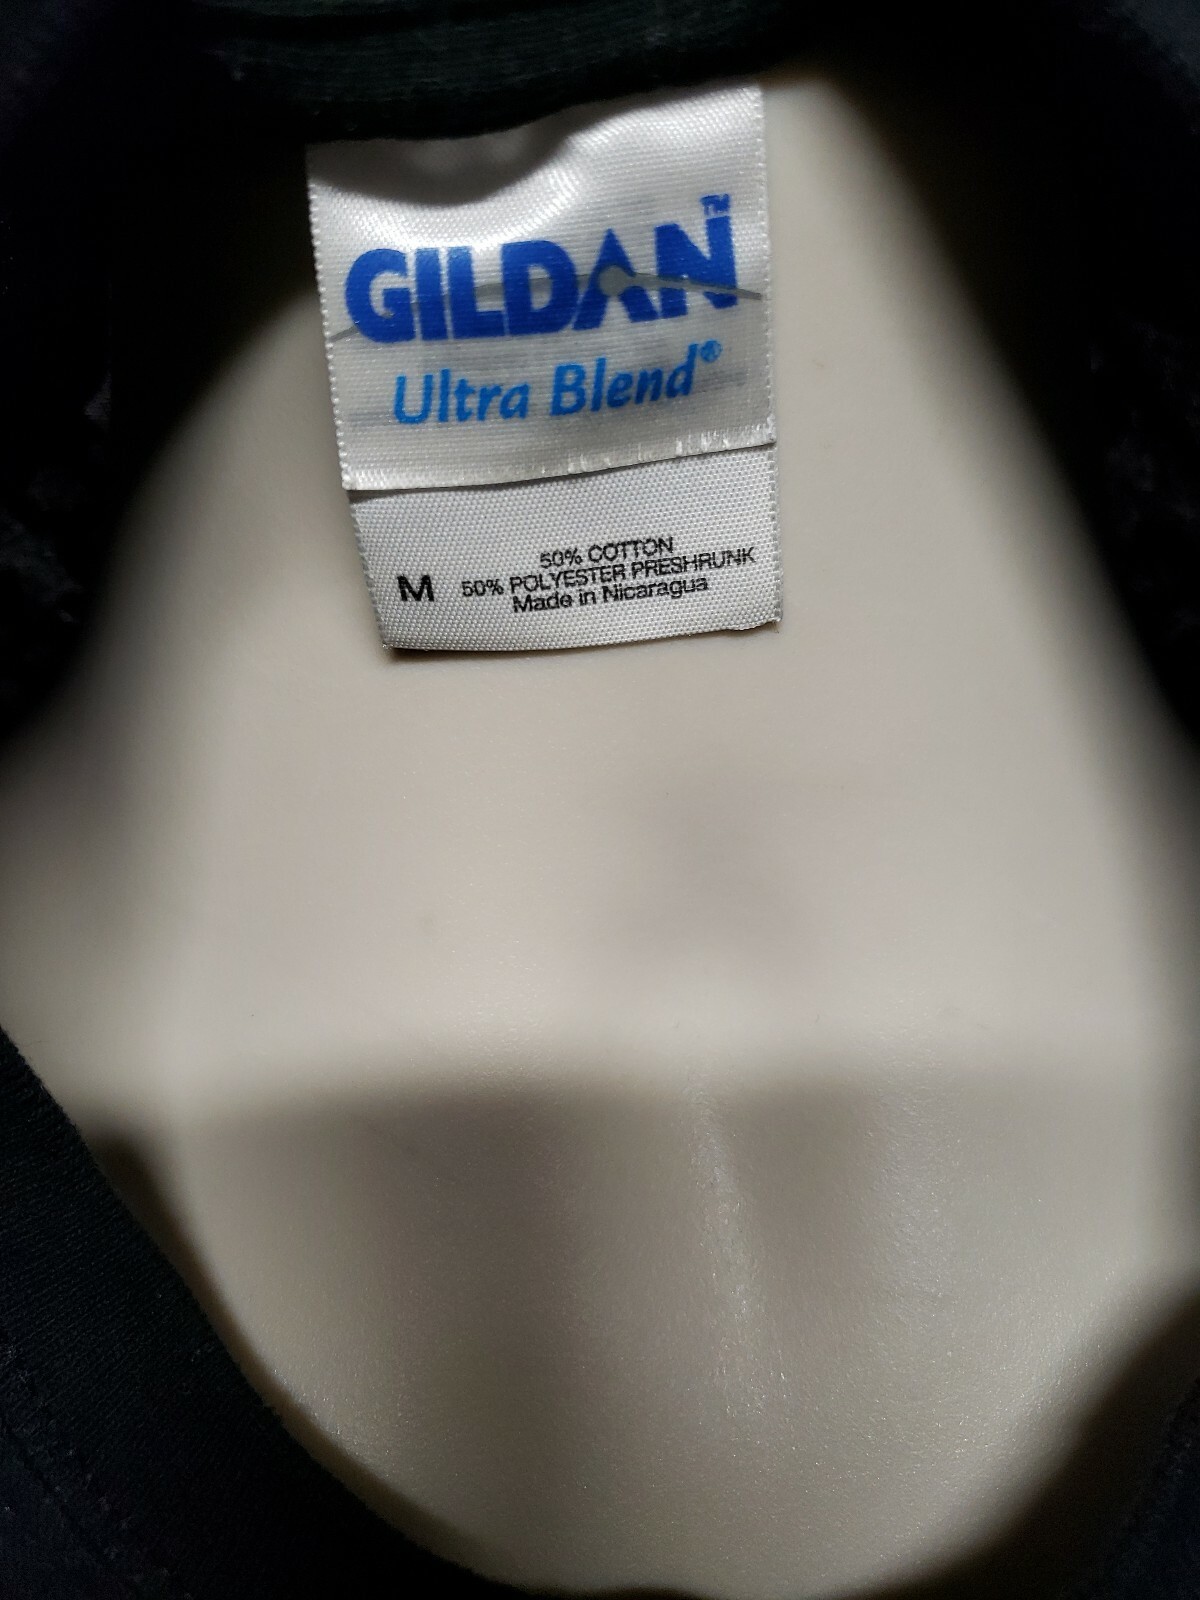 GILDAN™
Ultra Blend®
50% COTTON
M 50% POLYESTER PRESHRUNK
Made in Nicaragua